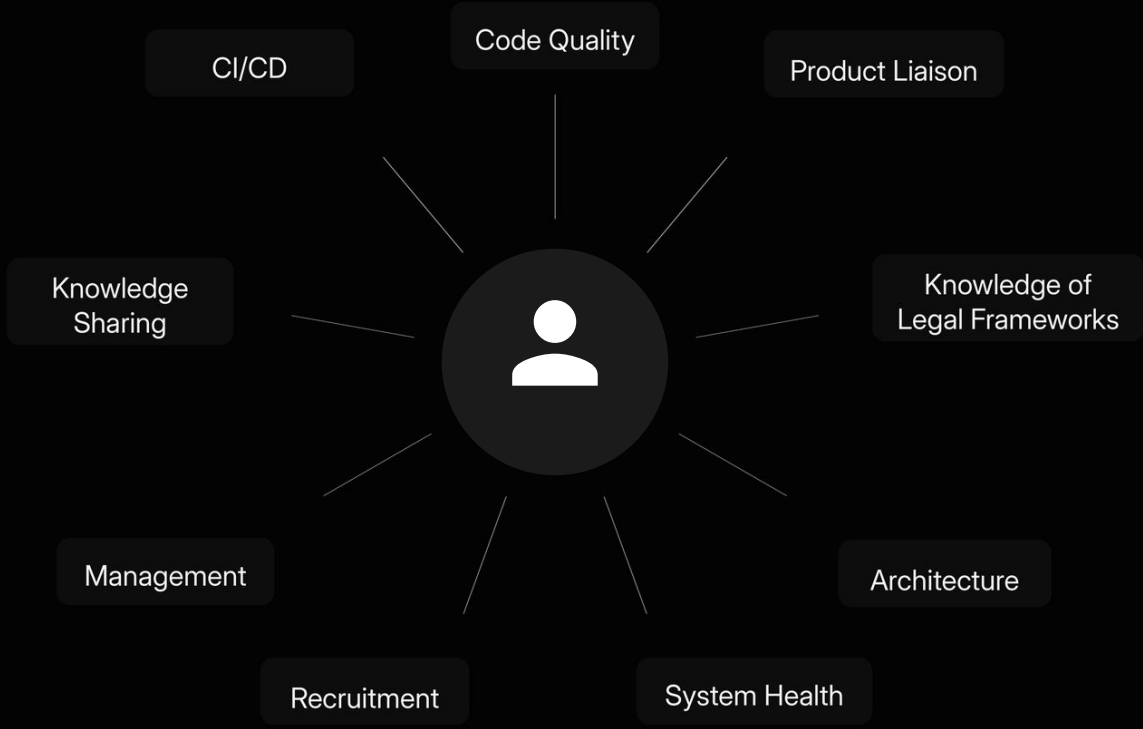 Code Quality
CI/CD
Product Liaison
Knowledge
Sharing
Knowledge of
Legal Frameworks
Management
Architecture
Recruitment
System Health